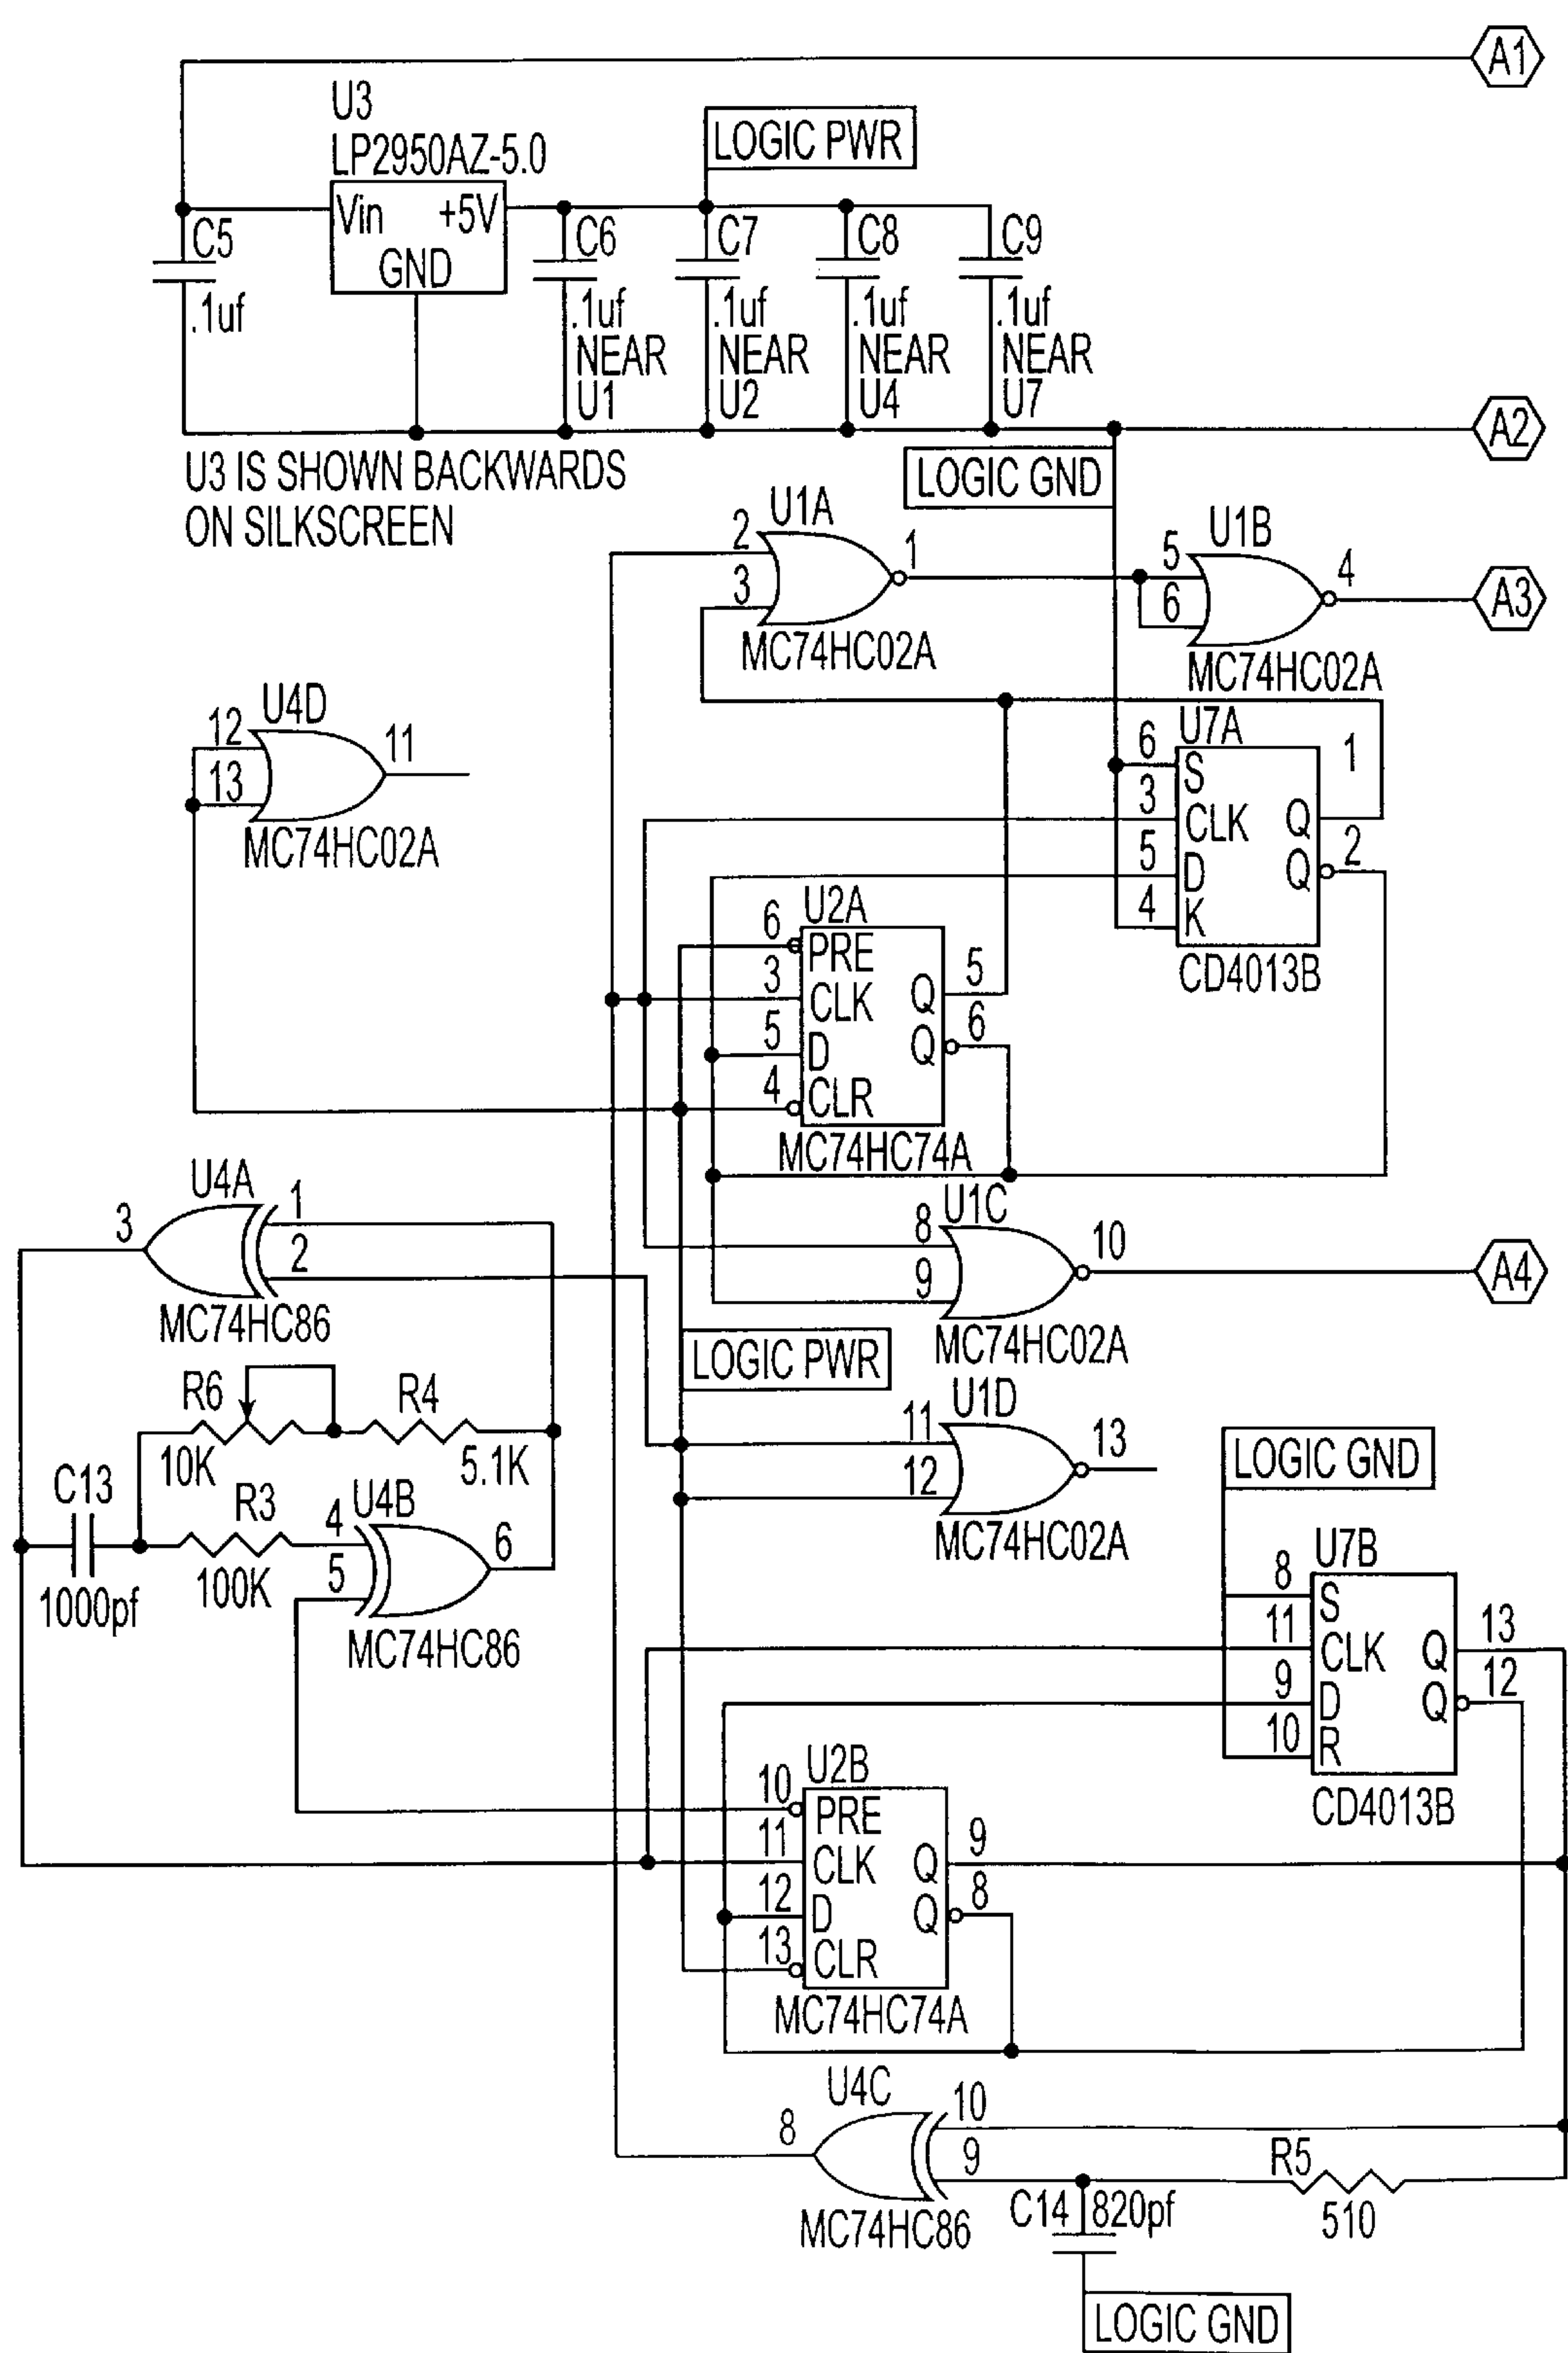 A1
U3
LP2950AZ-5.0
LOGIC PWR
Vin +5V
GND
C5
.1uf
C6
.1uf
NEAR
U1
C7
.1uf
NEAR
U2
C8
.1uf
NEAR
U4
C9
.1uf
NEAR
U7
A2
U3 IS SHOWN BACKWARDS
ON SILKSCREEN
LOGIC GND
U1A
2
3
1
MC74HC02A
U1B
5
6
4
MC74HC02A
A3
U4D
12
13
11
MC74HC02A
U7A
6 S
3 CLK Q 1
5 D Q 2
4 K
CD4013B
U2A
6 PRE
3 CLK Q 5
5 D Q 6
4 CLR
MC74HC74A
U4A
3
1
2
MC74HC86
U1C
8
9
10
MC74HC02A
A4
LOGIC PWR
R6
10K
R4
5.1K
U1D
11
12
13
MC74HC02A
C13
1000pf
R3
100K
U4B
4
5
6
MC74HC86
LOGIC GND
U7B
8 S
11 CLK Q 13
9 D Q 12
10 R
CD4013B
U2B
10 PRE
11 CLK Q 9
12 D Q 8
13 CLR
MC74HC74A
U4C
8
10
9
MC74HC86
C14 820pf
R5
510
LOGIC GND